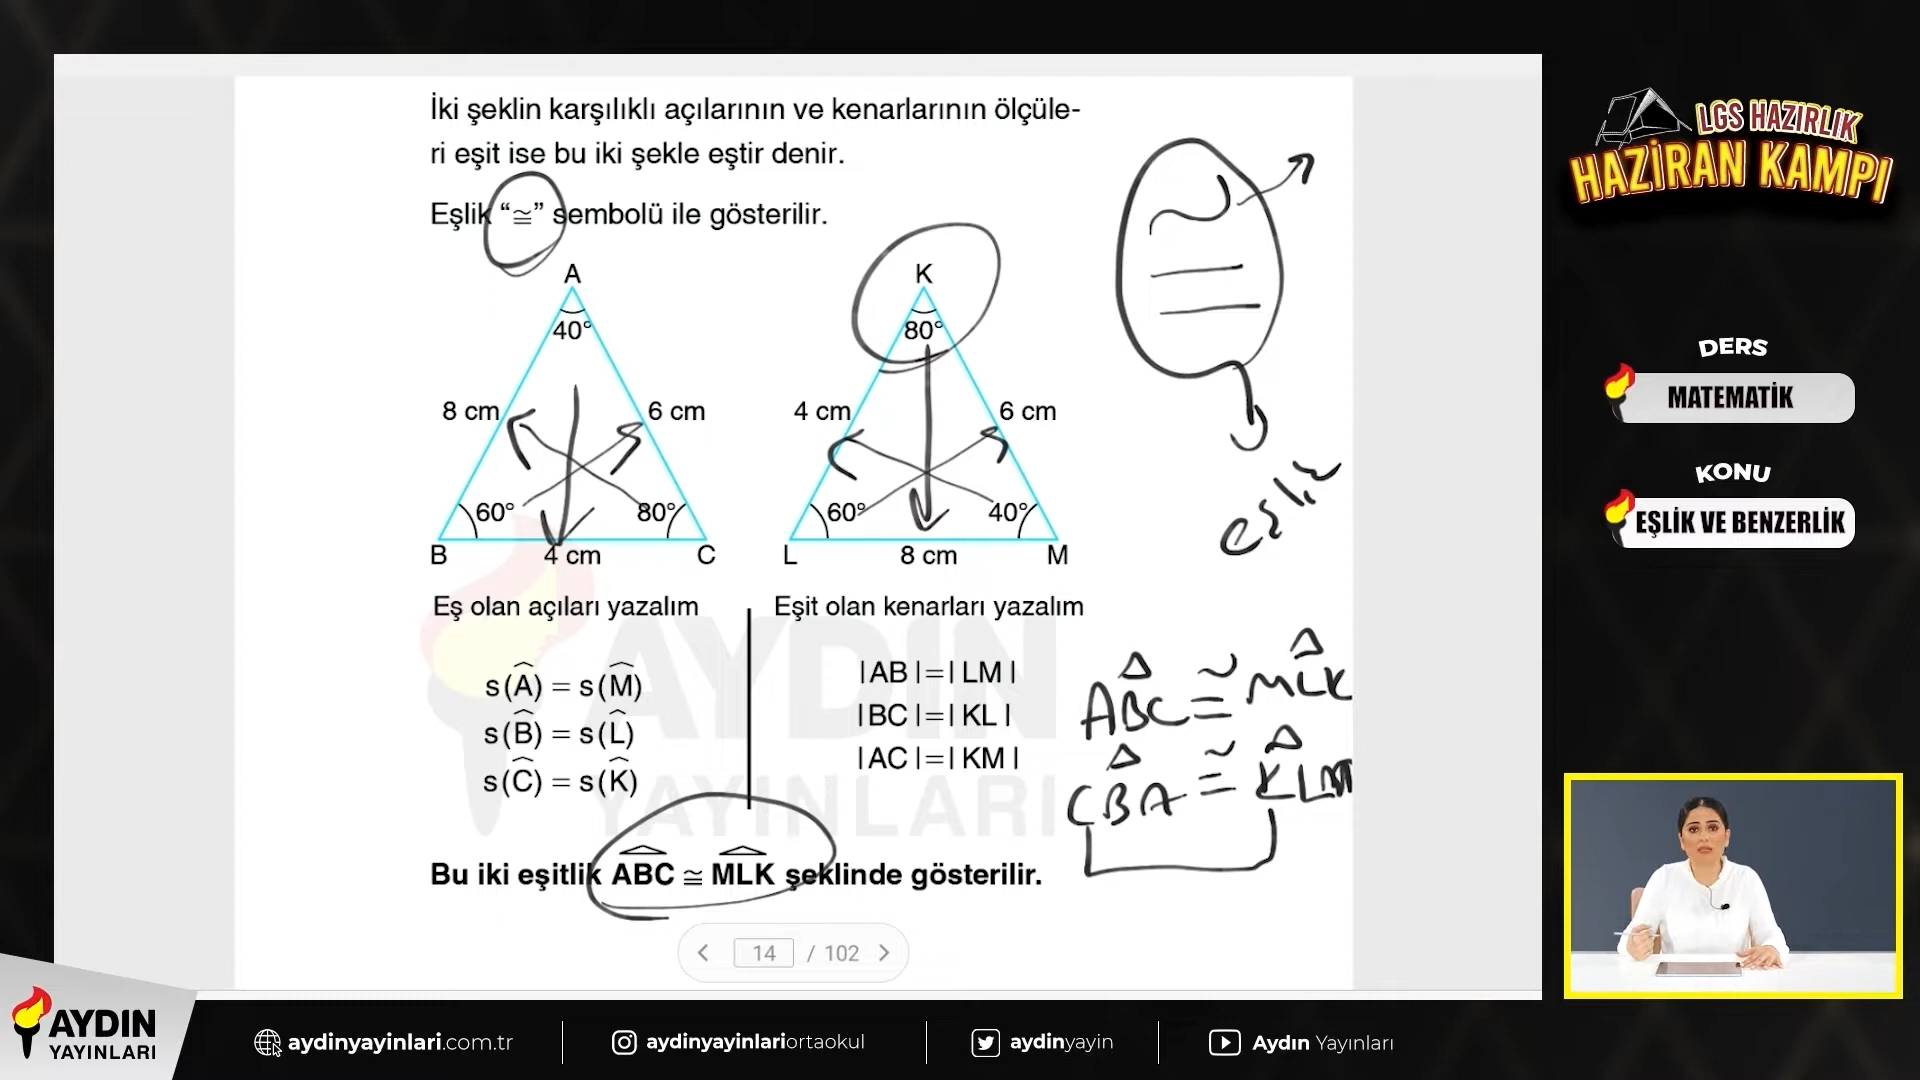 İki şeklin karşılıklı açılarının ve kenarlarının ölçüle-
ri eşit ise bu iki şekle eştir denir.
Eşlik “≅” sembolü ile gösterilir.
A
40°
8 cm
6 cm
60°
80°
B
4 cm
C
K
80°
4 cm
6 cm
60°
40°
L
8 cm
M
≅
eşlik
Eş olan açıları yazalım
s(Â) = s(M̂)
s(B̂) = s(L̂)
s(Ĉ) = s(K̂)
Eşit olan kenarları yazalım
|AB|=|LM|
|BC|=|KL|
|AC|=|KM|
ABC ≅ MLK
CBA ≅ KLM
Bu iki eşitlik ABC ≅ MLK şeklinde gösterilir.
14 / 102
LGS HAZIRLIK
HAZİRAN KAMPI
DERS
MATEMATİK
KONU
EŞLİK VE BENZERLİK
AYDIN YAYINLARI
AYDIN
YAYINLARI
aydinyayinlari.com.tr
aydinyayinlariortaokul
aydinyayin
Aydın Yayınları